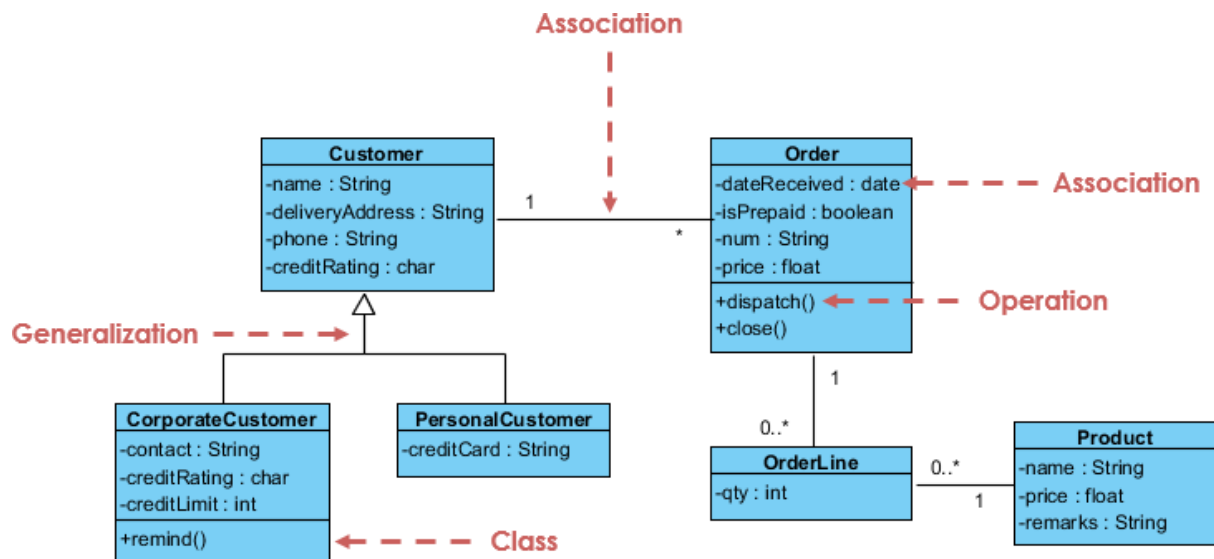 Association
Customer
-name : String
-deliveryAddress : String
-phone : String
-creditRating : char
1
*
Order
-dateReceived : date
-isPrepaid : boolean
-num : String
-price : float
+dispatch()
+close()
Association
Operation
Generalization
CorporateCustomer
-contact : String
-creditRating : char
-creditLimit : int
+remind()
Class
PersonalCustomer
-creditCard : String
1
0..*
OrderLine
-qty : int
0..*
1
Product
-name : String
-price : float
-remarks : String